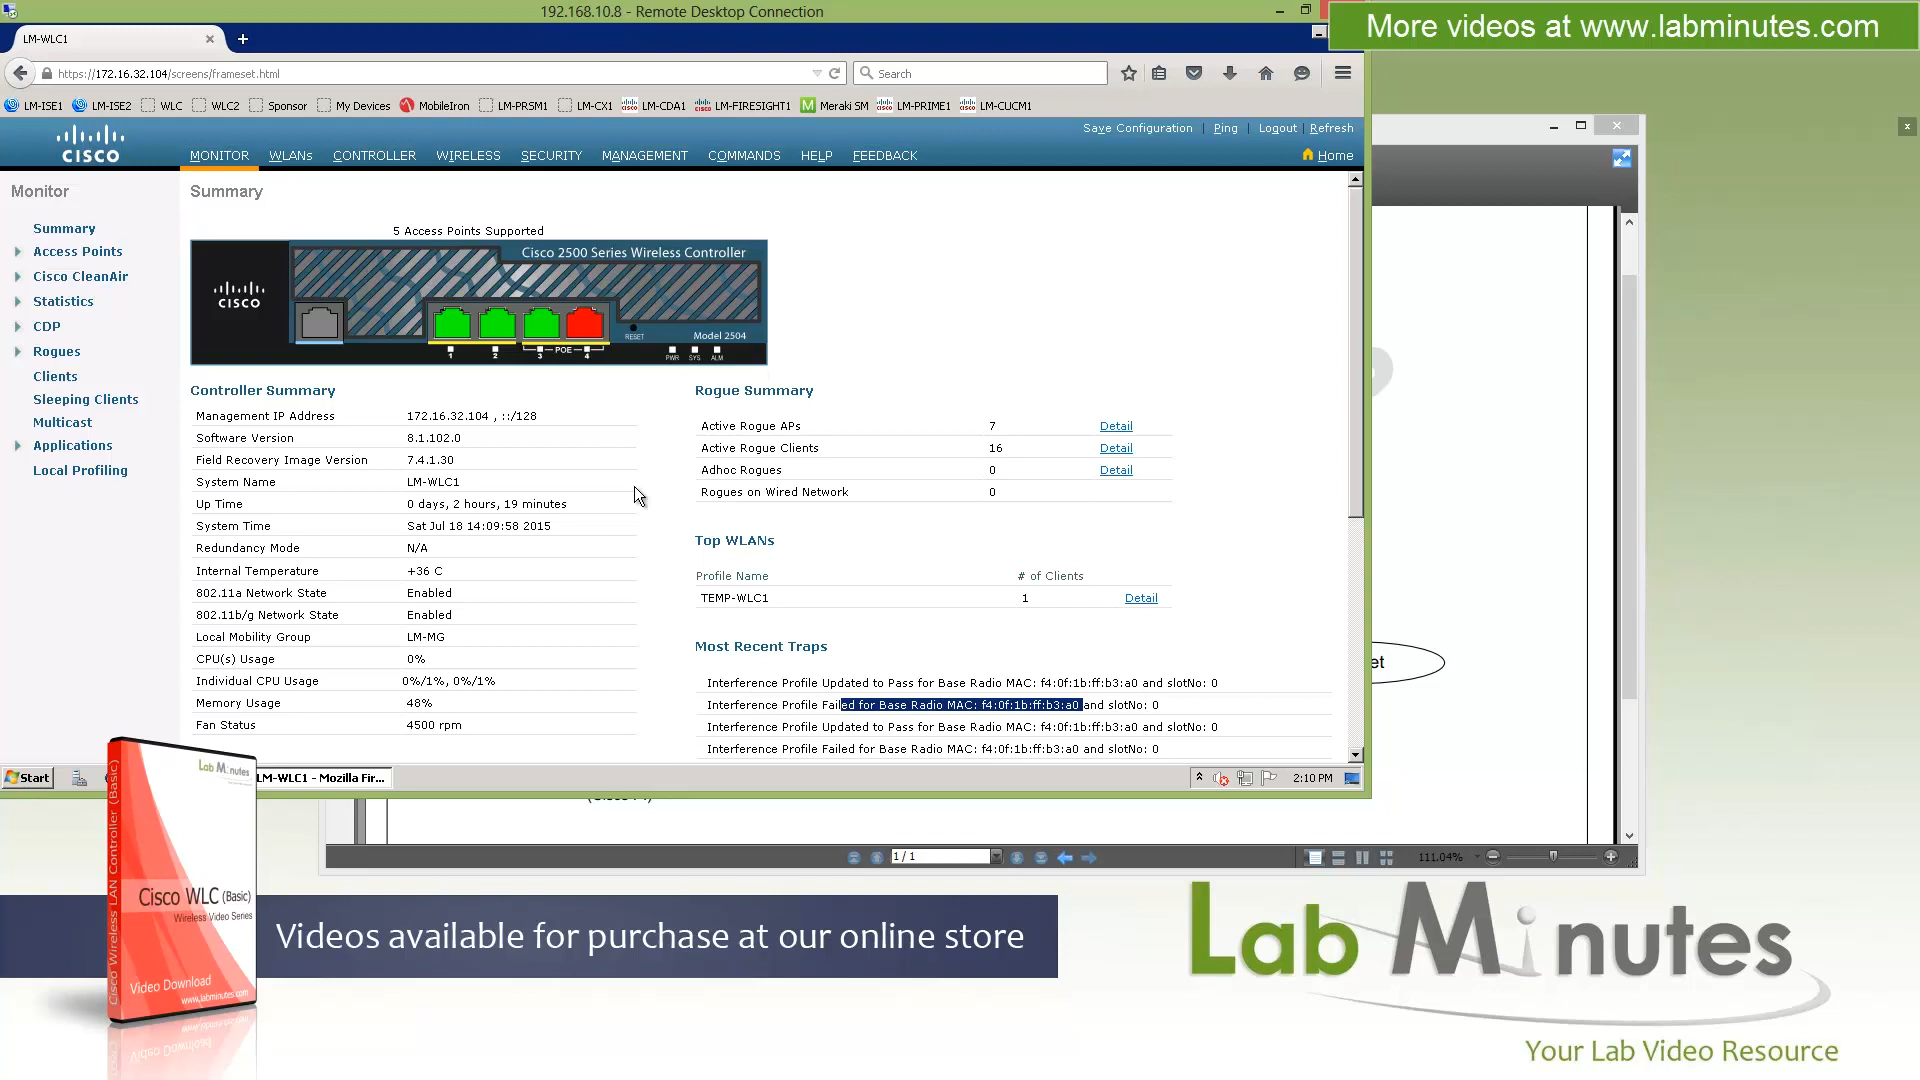 192.168.10.8 - Remote Desktop Connection
More videos at www.labminutes.com
LM-WLC1
https://172.16.32.104/screens/frameset.html
Search
LM-ISE1 LM-ISE2 WLC WLC2 Sponsor My Devices MobileIron LM-PRSM1 LM-CX1 LM-CDA1 LM-FIRESIGHT1 Meraki SM LM-PRIME1 LM-CUCM1
Save Configuration | Ping | Logout | Refresh
CISCO
MONITOR WLANs CONTROLLER WIRELESS SECURITY MANAGEMENT COMMANDS HELP FEEDBACK
Home
Monitor
Summary
Access Points
Cisco CleanAir
Statistics
CDP
Rogues
Clients
Sleeping Clients
Multicast
Applications
Local Profiling
Summary
5 Access Points Supported
Cisco 2500 Series Wireless Controller
CISCO
RESET
Model 2504
1 2 3 POE 4
PWR SYS ALM
Controller Summary
Management IP Address 172.16.32.104 , ::/128
Software Version 8.1.102.0
Field Recovery Image Version 7.4.1.30
System Name LM-WLC1
Up Time 0 days, 2 hours, 19 minutes
System Time Sat Jul 18 14:09:58 2015
Redundancy Mode N/A
Internal Temperature +36 C
802.11a Network State Enabled
802.11b/g Network State Enabled
Local Mobility Group LM-MG
CPU(s) Usage 0%
Individual CPU Usage 0%/1%, 0%/1%
Memory Usage 48%
Fan Status 4500 rpm
Rogue Summary
Active Rogue APs 7 Detail
Active Rogue Clients 16 Detail
Adhoc Rogues 0 Detail
Rogues on Wired Network 0
Top WLANs
Profile Name # of Clients
TEMP-WLC1 1 Detail
Most Recent Traps
Interference Profile Updated to Pass for Base Radio MAC: f4:0f:1b:ff:b3:a0 and slotNo: 0
Interference Profile Failed for Base Radio MAC: f4:0f:1b:ff:b3:a0 and slotNo: 0
Interference Profile Updated to Pass for Base Radio MAC: f4:0f:1b:ff:b3:a0 and slotNo: 0
Interference Profile Failed for Base Radio MAC: f4:0f:1b:ff:b3:a0 and slotNo: 0
Start
LM-WLC1 - Mozilla Fir...
2:10 PM
et
1 / 1
111.04%
Lab Minutes
Cisco Wireless LAN Controller (Basic)
Cisco WLC (Basic)
Wireless Video Series
Video Download
www.labminutes.com
Videos available for purchase at our online store
Lab Minutes
Your Lab Video Resource